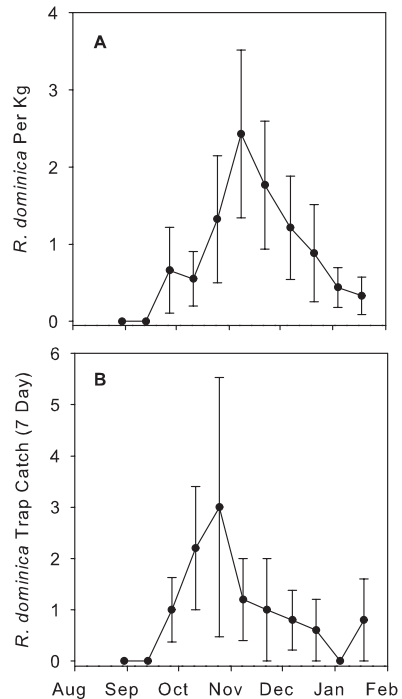 4
A
3
R. dominica Per Kg
2
1
0
6
B
5
R. dominica Trap Catch (7 Day)
4
3
2
1
0
Aug Sep Oct Nov Dec Jan Feb